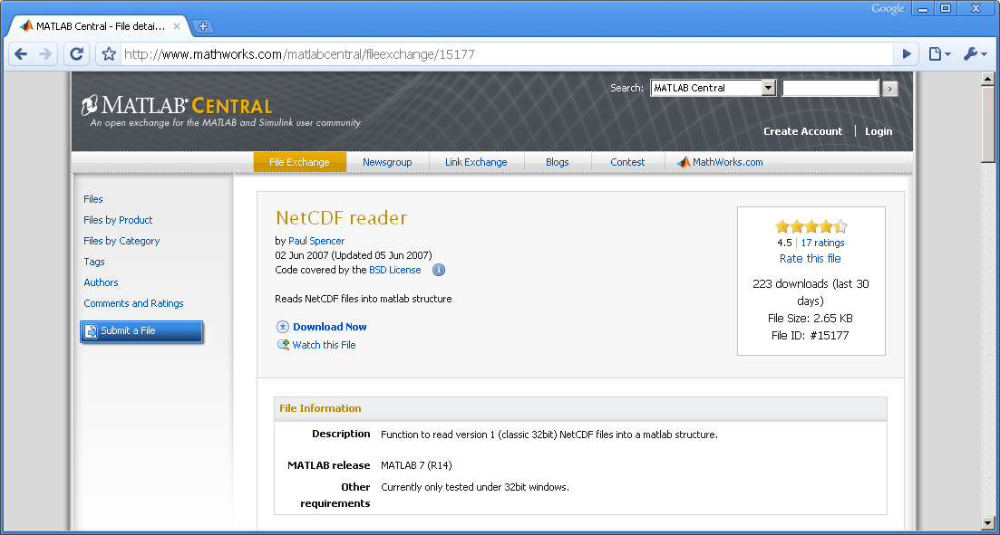 Google
MATLAB Central - File detai...
http://www.mathworks.com/matlabcentral/fileexchange/15177
Search: MATLAB Central
MATLAB® CENTRAL
An open exchange for the MATLAB and Simulink user community
Create Account | Login
File Exchange Newsgroup Link Exchange Blogs Contest MathWorks.com
Files
Files by Product
Files by Category
Tags
Authors
Comments and Ratings
Submit a File
NetCDF reader
by Paul Spencer
02 Jun 2007 (Updated 05 Jun 2007)
Code covered by the BSD License
Reads NetCDF files into matlab structure
Download Now
Watch this File
4.5 | 17 ratings
Rate this file
223 downloads (last 30
days)
File Size: 2.65 KB
File ID: #15177
File Information
Description Function to read version 1 (classic 32bit) NetCDF files into a matlab structure.
MATLAB release MATLAB 7 (R14)
Other Currently only tested under 32bit windows.
requirements